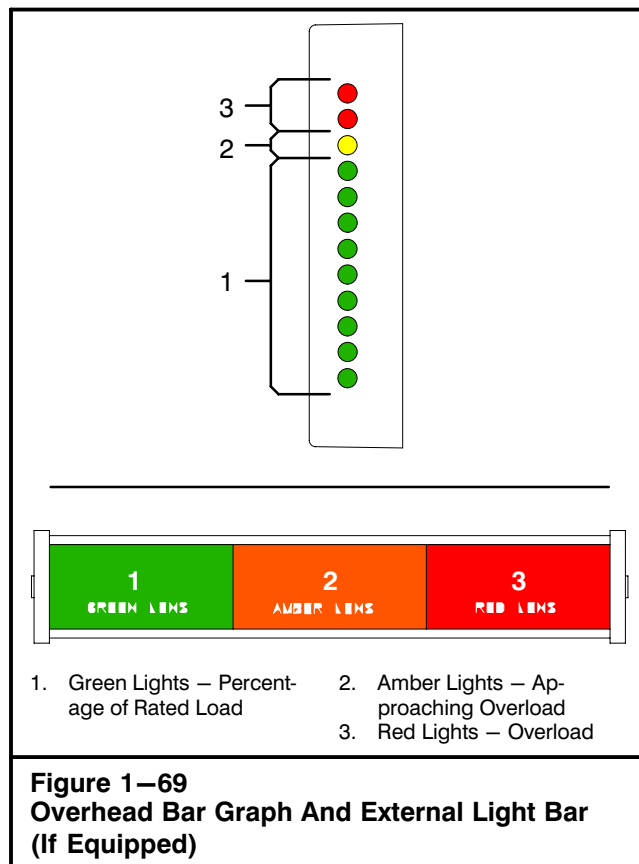 3
2
1
1
2
3
GREEN LENS
AMBER LENS
RED LENS
1. Green Lights – Percent-
age of Rated Load
2. Amber Lights – Ap-
proaching Overload
3. Red Lights – Overload
Figure 1–69
Overhead Bar Graph And External Light Bar
(If Equipped)